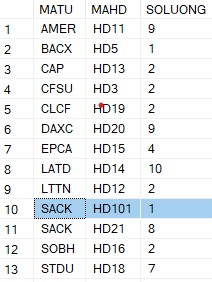 MATU MAHD SOLUONG
1 AMER HD11 9
2 BACX HD5 1
3 CAP HD13 2
4 CFSU HD3 2
5 CLCF HD19 2
6 DAXC HD20 9
7 EPCA HD15 4
8 LATD HD14 10
9 LTTN HD12 2
10 SACK HD101 1
11 SACK HD21 8
12 SOBH HD16 2
13 STDU HD18 7